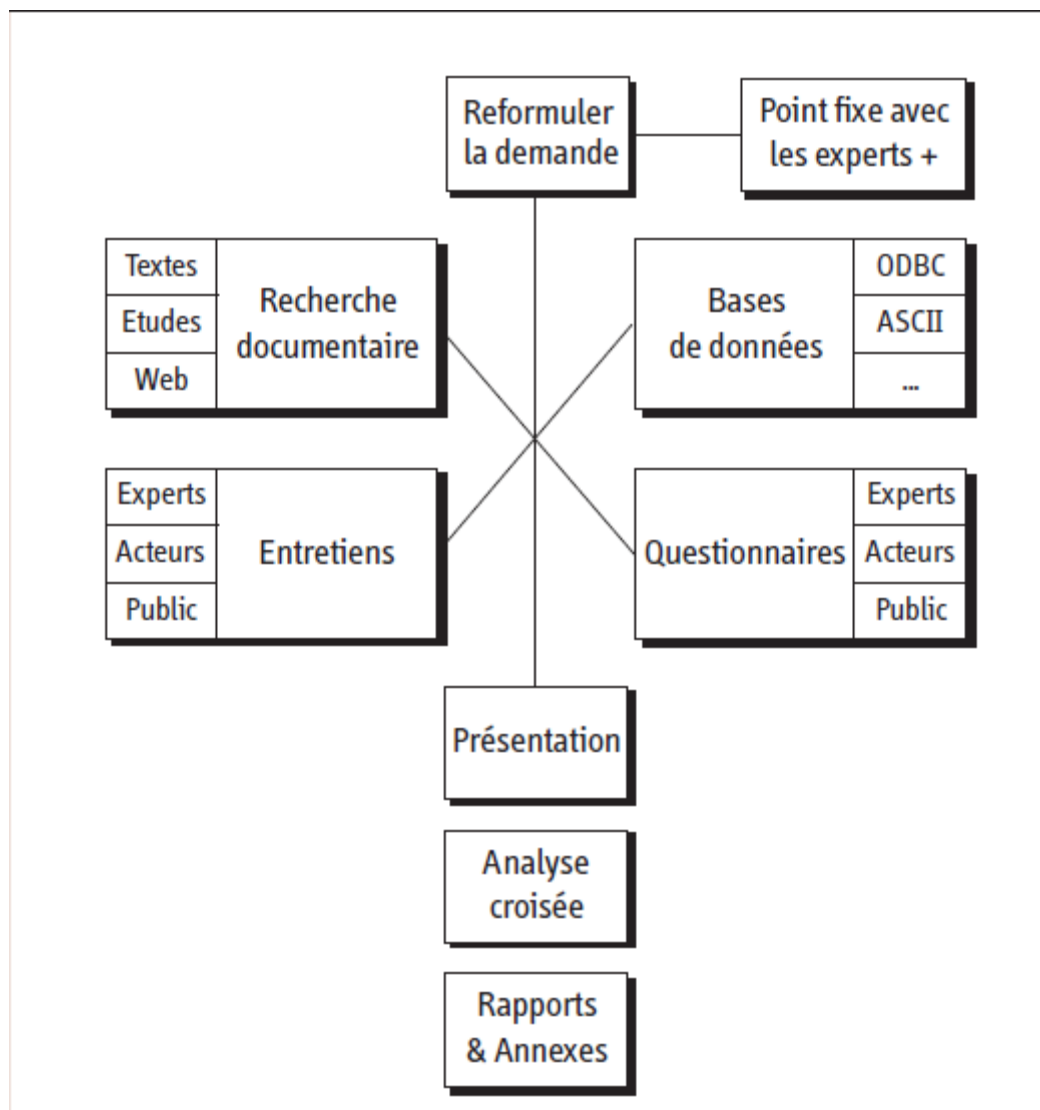 Reformuler
la demande
Point fixe avec
les experts +
Textes
Etudes
Web
Recherche
documentaire
Bases
de données
ODBC
ASCII
...
Experts
Acteurs
Public
Entretiens
Questionnaires
Experts
Acteurs
Public
Présentation
Analyse
croisée
Rapports
& Annexes